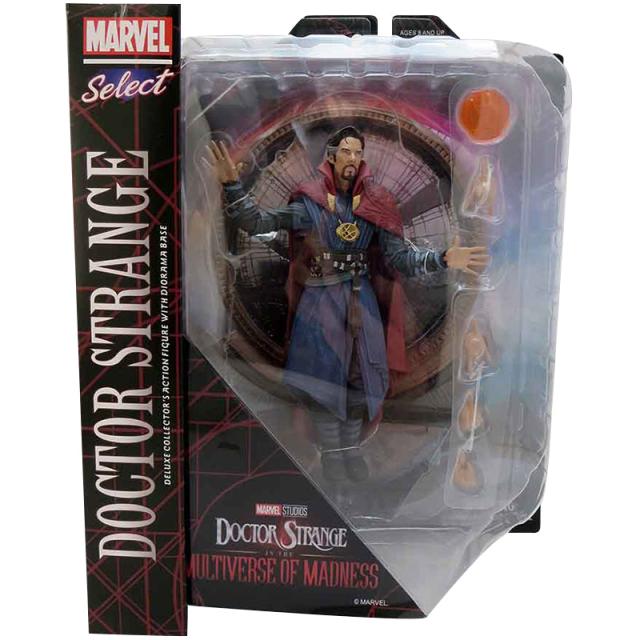 MARVEL
Select
DOCTOR STRANGE
DELUXE COLLECTOR'S ACTION FIGURE WITH DIORAMA BASE
AGES 8 AND UP
MARVEL STUDIOS
DOCTOR STRANGE
IN THE
MULTIVERSE OF MADNESS
© MARVEL.